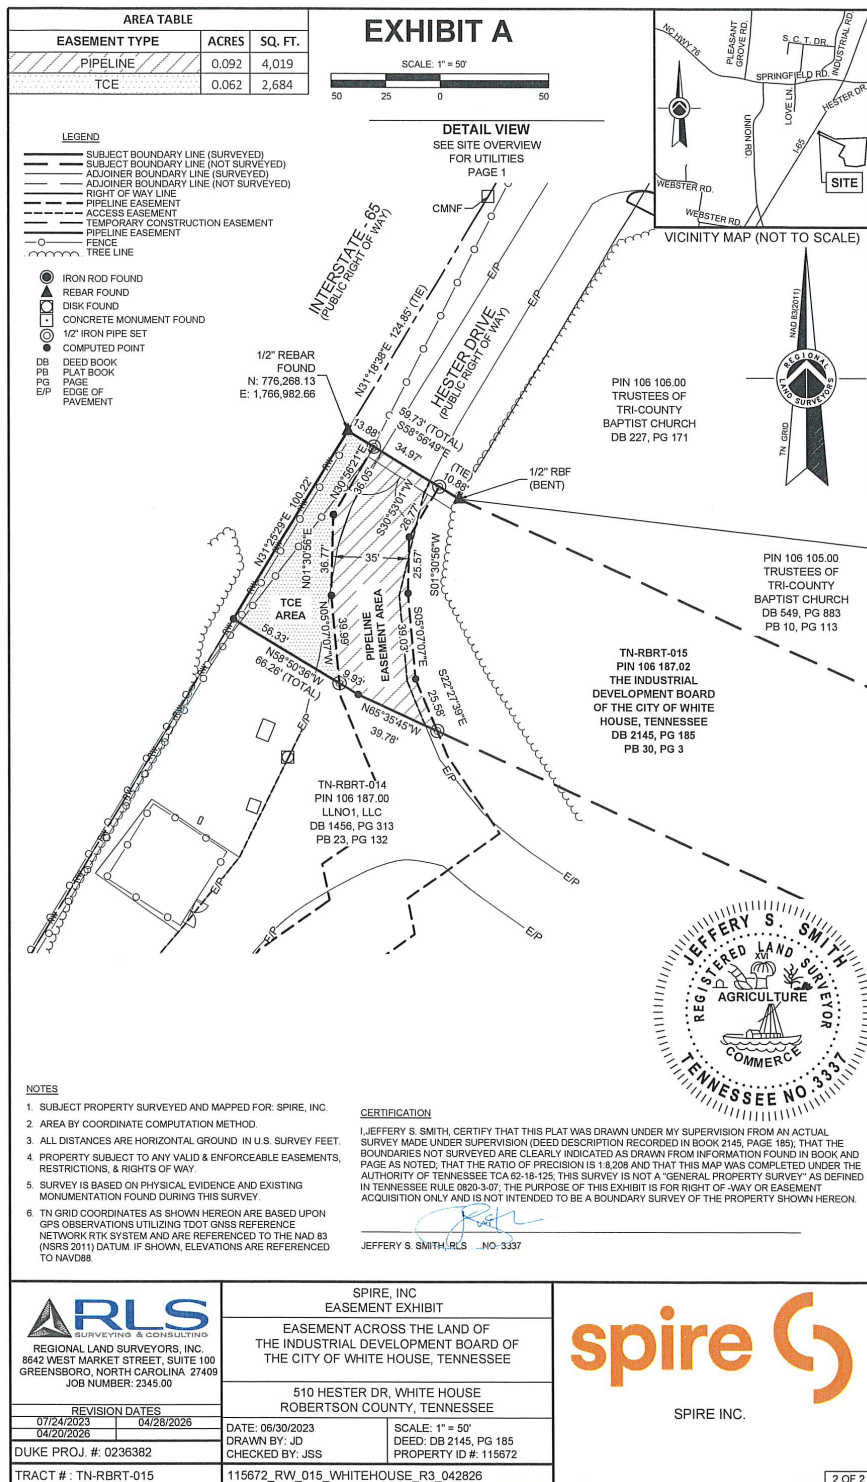 AREA TABLE
EASEMENT TYPE ACRES SQ. FT.
PIPELINE 0.092 4,019
TCE 0.062 2,684
EXHIBIT A
SCALE: 1" = 50'
50 25 0 50
DETAIL VIEW
SEE SITE OVERVIEW
FOR UTILITIES
PAGE 1
NC HWY 76
PLEASANT
GROVE RD.
S. C. T. DR.
INDUSTRIAL RD.
SPRINGFIELD RD.
LOVE LN.
HESTER DR.
UNION RD.
I-65
WEBSTER RD.
WEBSTER RD.
SITE
VICINITY MAP (NOT TO SCALE)
LEGEND
SUBJECT BOUNDARY LINE (SURVEYED)
SUBJECT BOUNDARY LINE (NOT SURVEYED)
ADJOINER BOUNDARY LINE (SURVEYED)
ADJOINER BOUNDARY LINE (NOT SURVEYED)
RIGHT OF WAY LINE
PIPELINE EASEMENT
ACCESS EASEMENT
TEMPORARY CONSTRUCTION EASEMENT
PIPELINE EASEMENT
FENCE
TREE LINE
IRON ROD FOUND
REBAR FOUND
DISK FOUND
CONCRETE MONUMENT FOUND
1/2" IRON PIPE SET
COMPUTED POINT
DB DEED BOOK
PB PLAT BOOK
PG PAGE
E/P EDGE OF
PAVEMENT
CMNF
INTERSTATE - 65
(PUBLIC RIGHT OF WAY)
N31°18'38"E 124.85' (TIE)
HESTER DRIVE
(PUBLIC RIGHT OF WAY)
E/P
E/P
NAD 83(2011)
REGIONAL
LAND SURVEYORS
TN GRID
1/2" REBAR
FOUND
N: 776,268.13
E: 1,766,982.66
PIN 106 106.00
TRUSTEES OF
TRI-COUNTY
BAPTIST CHURCH
DB 227, PG 171
13.88'
59.73' (TOTAL)
S58°56'49"E
34.97'
(TIE)
10.88'
1/2" RBF
(BENT)
N31°25'29"E 100.22'
RW
RW
RW
N30°56'21"E
36.05'
S30°53'01"W
26.77'
N01°30'56"E
36.77'
35'
25.57'
S01°30'56"W
TCE
AREA
N05°07'07"W
39.99'
PIPELINE
EASEMENT AREA
39.03'
S05°07'07"E
S22°27'39"E
25.58'
56.33'
N58°50'36"W
66.26' (TOTAL)
9.93'
N65°35'45"W
39.78'
PIN 106 105.00
TRUSTEES OF
TRI-COUNTY
BAPTIST CHURCH
DB 549, PG 883
PB 10, PG 113
TN-RBRT-015
PIN 106 187.02
THE INDUSTRIAL
DEVELOPMENT BOARD
OF THE CITY OF WHITE
HOUSE, TENNESSEE
DB 2145, PG 185
PB 30, PG 3
RW
RW
RW
RW
RW
E/P
E/P
TN-RBRT-014
PIN 106 187.00
LLNO1, LLC
DB 1456, PG 313
PB 23, PG 132
E/P
E/P
E/P
E/P
E/P
JEFFERY S. SMITH
REGISTERED LAND SURVEYOR
XVI
AGRICULTURE
COMMERCE
TENNESSEE NO. 3337
NOTES
1. SUBJECT PROPERTY SURVEYED AND MAPPED FOR: SPIRE, INC.
2. AREA BY COORDINATE COMPUTATION METHOD.
3. ALL DISTANCES ARE HORIZONTAL GROUND IN U.S. SURVEY FEET.
4. PROPERTY SUBJECT TO ANY VALID & ENFORCEABLE EASEMENTS,
RESTRICTIONS, & RIGHTS OF WAY.
5. SURVEY IS BASED ON PHYSICAL EVIDENCE AND EXISTING
MONUMENTATION FOUND DURING THIS SURVEY.
6. TN GRID COORDINATES AS SHOWN HEREON ARE BASED UPON
GPS OBSERVATIONS UTILIZING TDOT GNSS REFERENCE
NETWORK RTK SYSTEM AND ARE REFERENCED TO THE NAD 83
(NSRS 2011) DATUM. IF SHOWN, ELEVATIONS ARE REFERENCED
TO NAVD88.
CERTIFICATION
I,JEFFERY S. SMITH, CERTIFY THAT THIS PLAT WAS DRAWN UNDER MY SUPERVISION FROM AN ACTUAL
SURVEY MADE UNDER SUPERVISION (DEED DESCRIPTION RECORDED IN BOOK 2145, PAGE 185); THAT THE
BOUNDARIES NOT SURVEYED ARE CLEARLY INDICATED AS DRAWN FROM INFORMATION FOUND IN BOOK AND
PAGE AS NOTED; THAT THE RATIO OF PRECISION IS 1:8,208 AND THAT THIS MAP WAS COMPLETED UNDER THE
AUTHORITY OF TENNESSEE TCA 62-18-125; THIS SURVEY IS NOT A "GENERAL PROPERTY SURVEY" AS DEFINED
IN TENNESSEE RULE 0820-3-07; THE PURPOSE OF THIS EXHIBIT IS FOR RIGHT OF -WAY OR EASEMENT
ACQUISITION ONLY AND IS NOT INTENDED TO BE A BOUNDARY SURVEY OF THE PROPERTY SHOWN HEREON.
JEFFERY S. SMITH, RLS NO. 3337
RLS
SURVEYING & CONSULTING
REGIONAL LAND SURVEYORS, INC.
8642 WEST MARKET STREET, SUITE 100
GREENSBORO, NORTH CAROLINA 27409
JOB NUMBER: 2345.00
REVISION DATES
07/24/2023 04/28/2026
04/20/2026
DUKE PROJ. #: 0236382
TRACT # : TN-RBRT-015
SPIRE, INC
EASEMENT EXHIBIT
EASEMENT ACROSS THE LAND OF
THE INDUSTRIAL DEVELOPMENT BOARD OF
THE CITY OF WHITE HOUSE, TENNESSEE
510 HESTER DR, WHITE HOUSE
ROBERTSON COUNTY, TENNESSEE
DATE: 06/30/2023
DRAWN BY: JD
CHECKED BY: JSS
SCALE: 1" = 50'
DEED: DB 2145, PG 185
PROPERTY ID #: 115672
115672_RW_015_WHITEHOUSE_R3_042826
spire
SPIRE INC.
2 OF 2